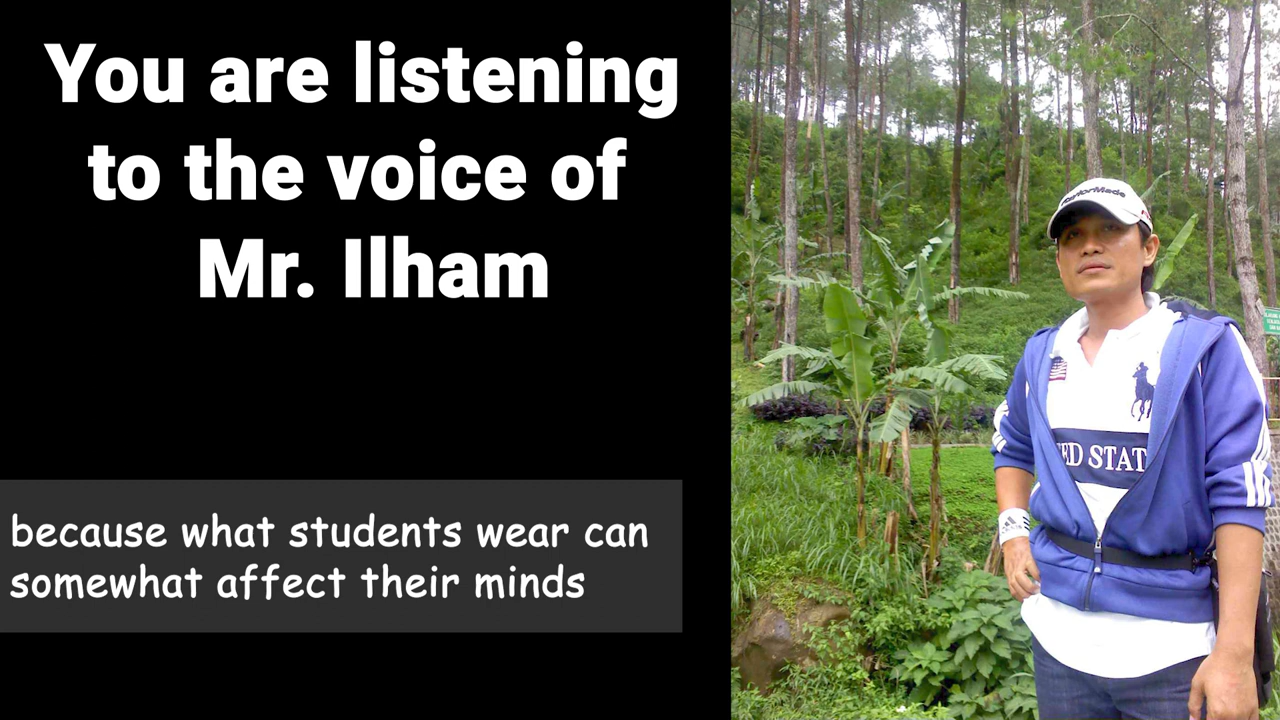 You are listening
to the voice of
Mr. Ilham
because what students wear can
somewhat affect their minds
TaylorMade
ED STAT